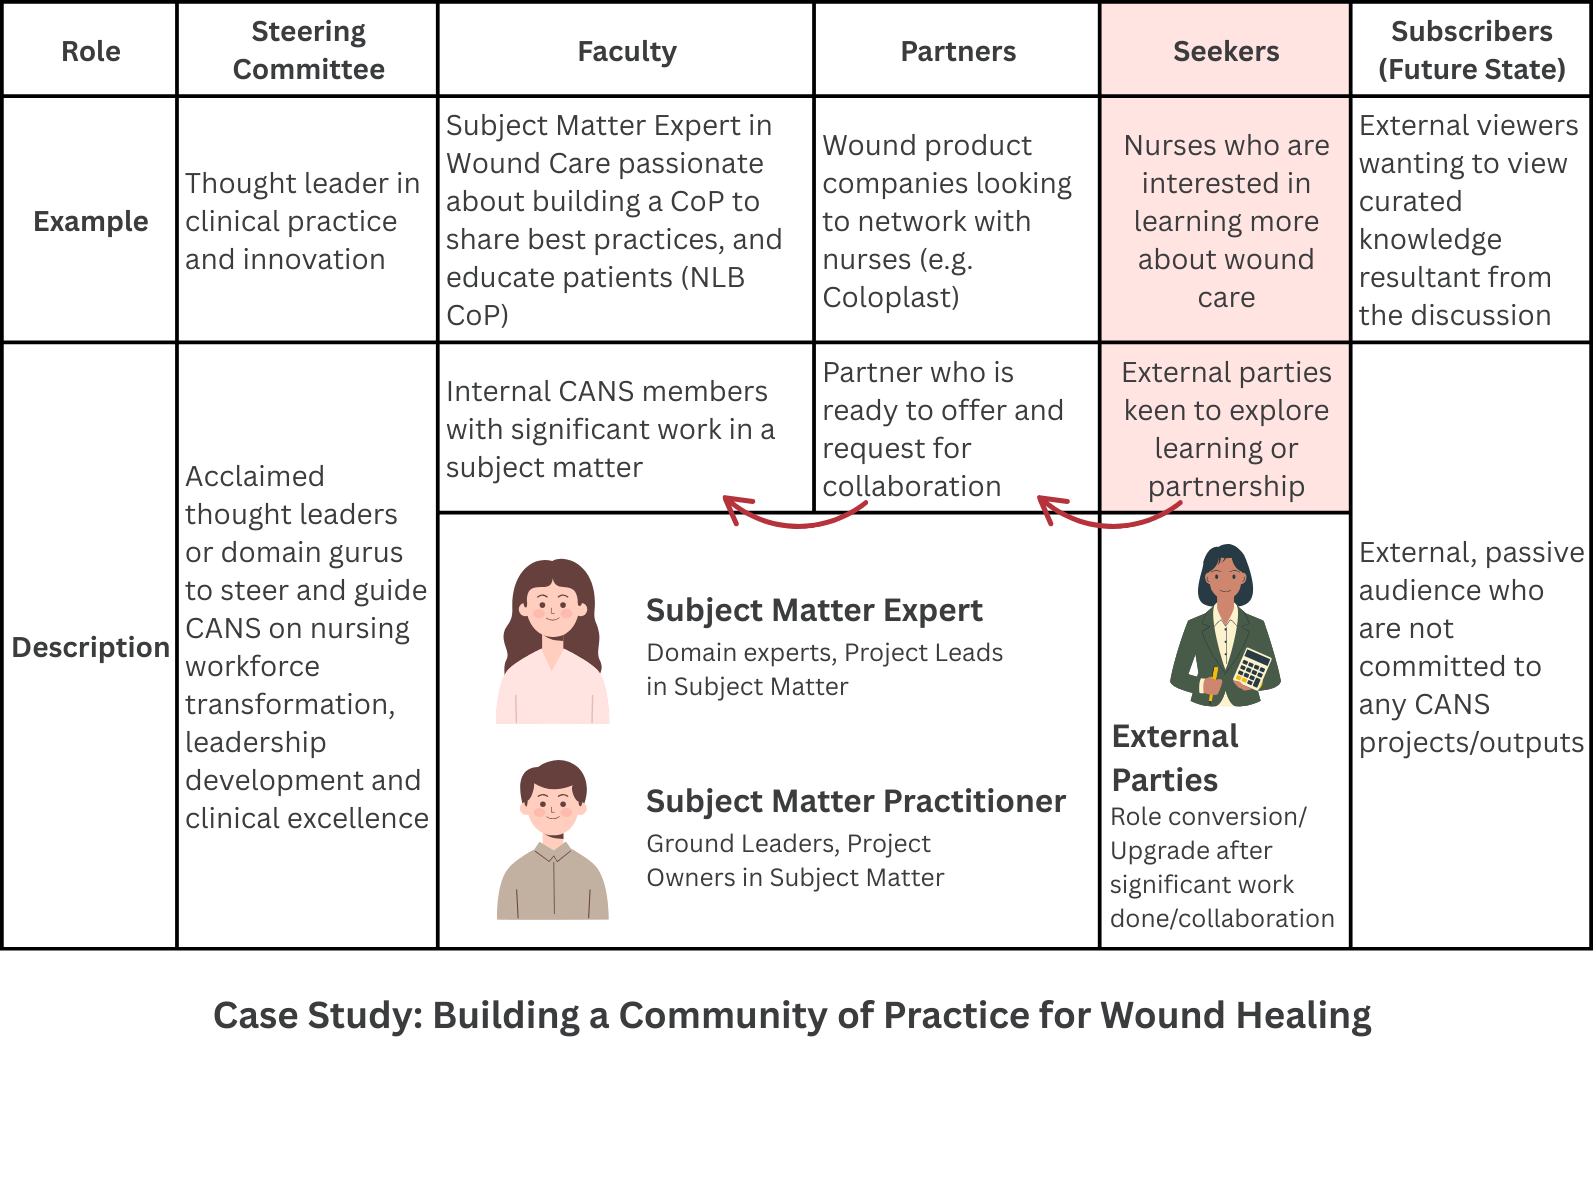 Role
Steering
Committee
Faculty
Partners
Seekers
Subscribers
(Future State)
Example
Thought leader in
clinical practice
and innovation
Subject Matter Expert in
Wound Care passionate
about building a CoP to
share best practices, and
educate patients (NLB
CoP)
Wound product
companies looking
to network with
nurses (e.g.
Coloplast)
Nurses who are
interested in
learning more
about wound
care
External viewers
wanting to view
curated
knowledge
resultant from
the discussion
Description
Acclaimed
thought leaders
or domain gurus
to steer and guide
CANS on nursing
workforce
transformation,
leadership
development and
clinical excellence
Internal CANS members
with significant work in a
subject matter
Partner who is
ready to offer and
request for
collaboration
External parties
keen to explore
learning or
partnership
Subject Matter Expert
Domain experts, Project Leads
in Subject Matter
Subject Matter Practitioner
Ground Leaders, Project
Owners in Subject Matter
External
Parties
Role conversion/
Upgrade after
significant work
done/collaboration
External, passive
audience who
are not
committed to
any CANS
projects/outputs
Case Study: Building a Community of Practice for Wound Healing